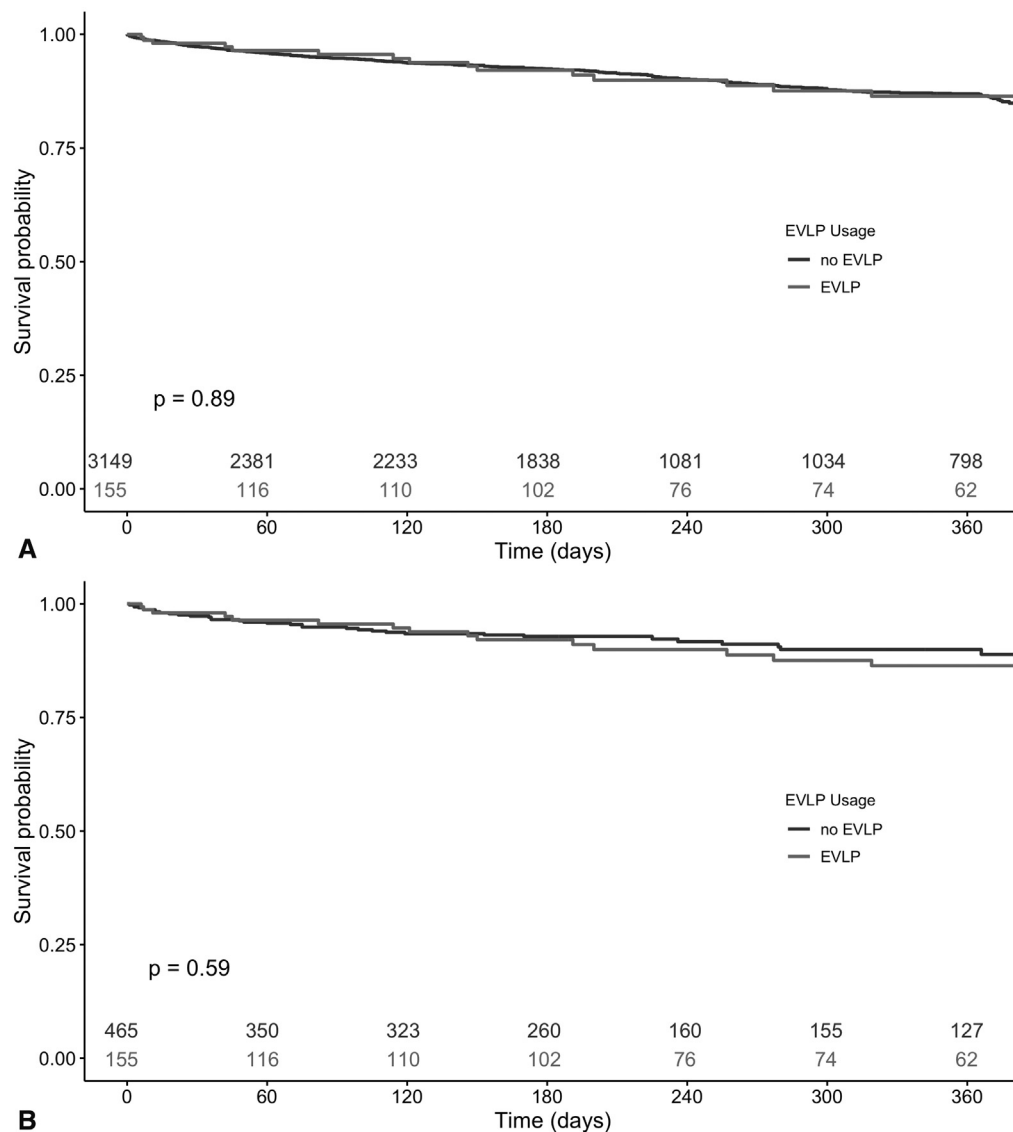 1.00
0.75
Survival probability
0.50
0.25
0.00
EVLP Usage
no EVLP
EVLP
p = 0.89
3149 2381 2233 1838 1081 1034 798
155 116 110 102 76 74 62
0 60 120 180 240 300 360
Time (days)
A
1.00
0.75
Survival probability
0.50
0.25
0.00
EVLP Usage
no EVLP
EVLP
p = 0.59
465 350 323 260 160 155 127
155 116 110 102 76 74 62
0 60 120 180 240 300 360
Time (days)
B